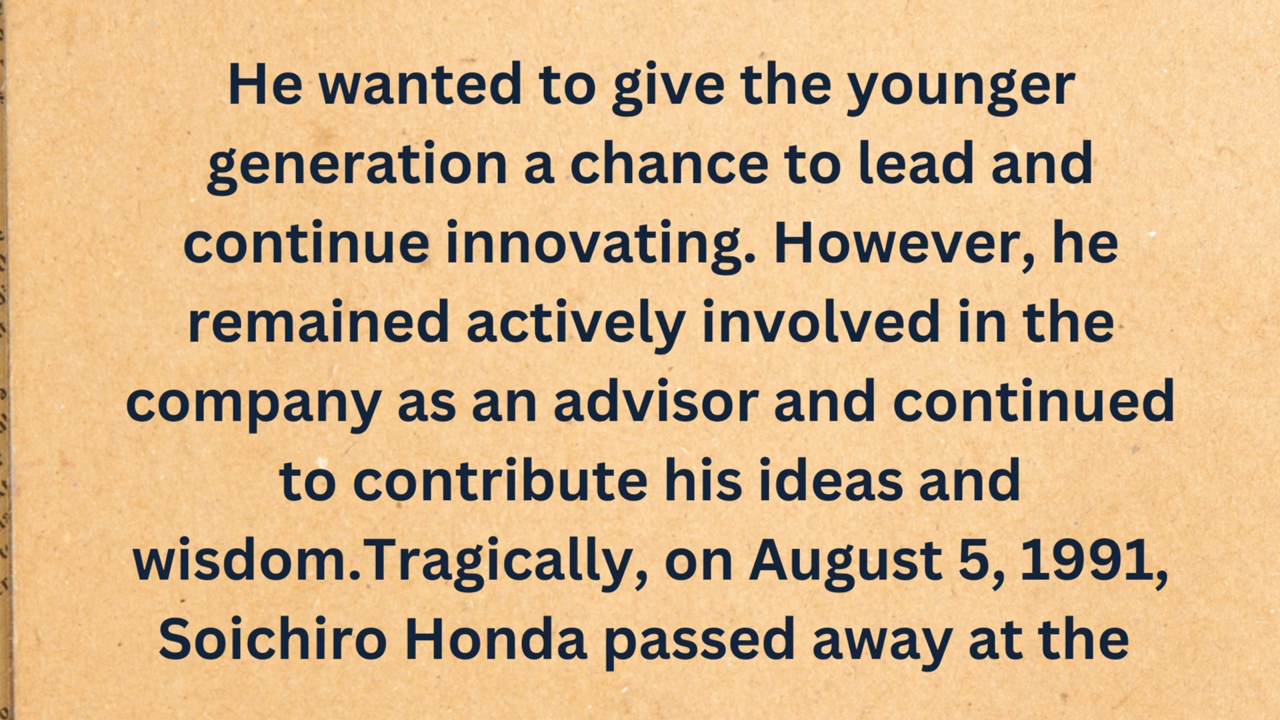 He wanted to give the younger
generation a chance to lead and
continue innovating. However, he
remained actively involved in the
company as an advisor and continued
to contribute his ideas and
wisdom.Tragically, on August 5, 1991,
Soichiro Honda passed away at the